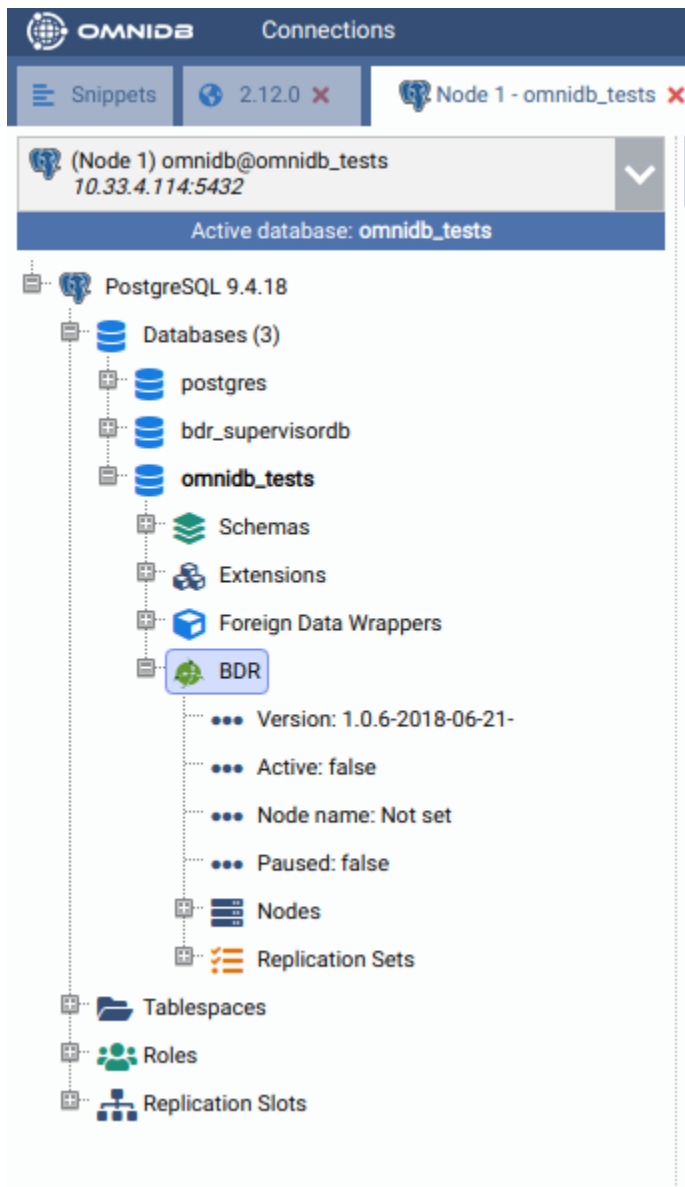 OMNIDB Connections
Snippets 2.12.0 Node 1 - omnidb_tests
(Node 1) omnidb@omnidb_tests
10.33.4.114:5432
Active database: omnidb_tests
PostgreSQL 9.4.18
Databases (3)
postgres
bdr_supervisordb
omnidb_tests
Schemas
Extensions
Foreign Data Wrappers
BDR
Version: 1.0.6-2018-06-21-
Active: false
Node name: Not set
Paused: false
Nodes
Replication Sets
Tablespaces
Roles
Replication Slots